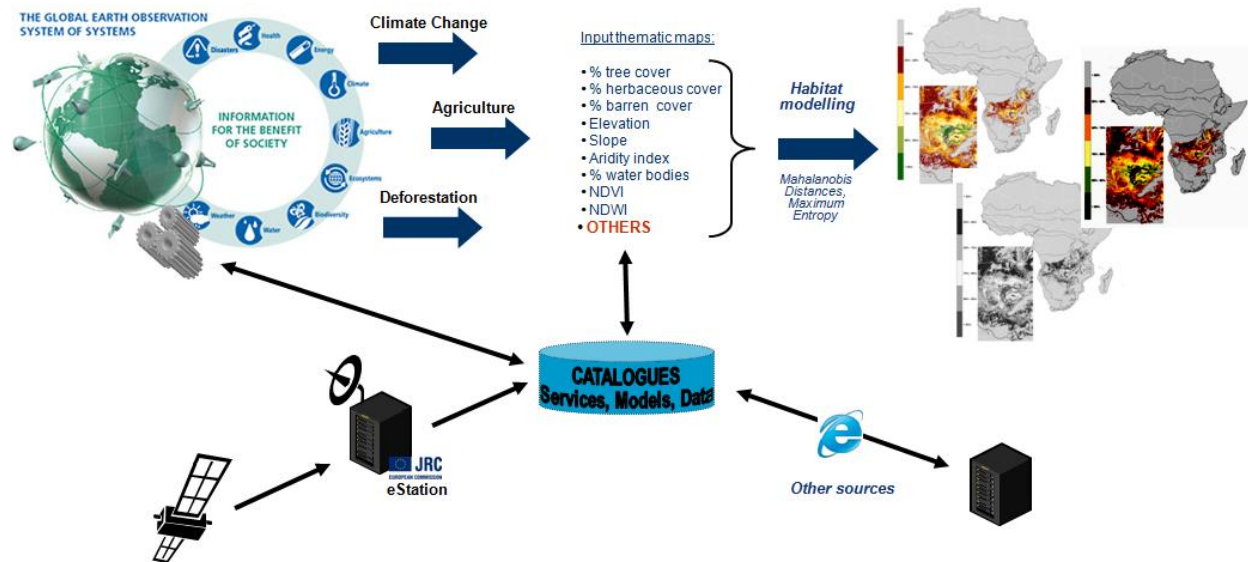 THE GLOBAL EARTH OBSERVATION
SYSTEM OF SYSTEMS
Disasters
Health
Energy
Climate
Agriculture
Ecosystems
Biodiversity
Water
Weather
INFORMATION
FOR THE BENEFIT
OF SOCIETY
Climate Change
Agriculture
Deforestation
Input thematic maps:
• % tree cover
• % herbaceous cover
• % barren cover
• Elevation
• Slope
• Aridity index
• % water bodies
• NDVI
• NDWI
• OTHERS
Habitat
modelling
Mahalanobis
Distances,
Maximum
Entropy
CATALOGUES
Services, Models, Data
JRC
EUROPEAN COMMISSION
eStation
Other sources